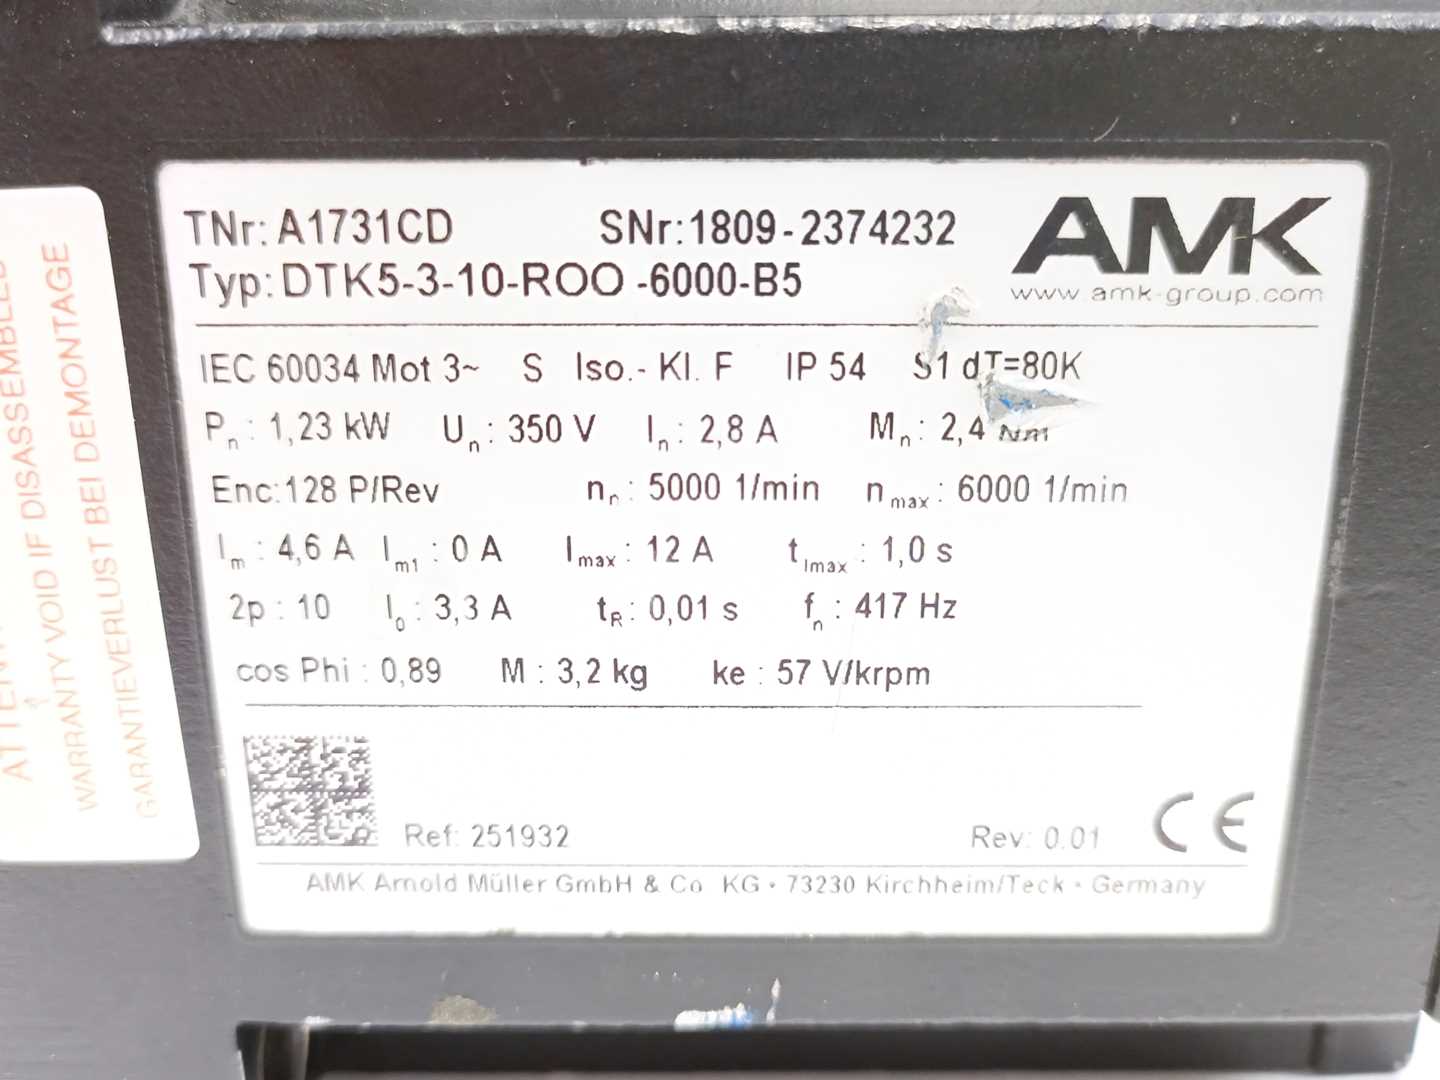 TNr: A1731CD SNr:1809-2374232
AMK
Typ: DTK5-3-10-ROO -6000-B5
www.amk-group.com
IEC 60034 Mot 3~ S Iso.- Kl. F IP 54 S1 dT=80K
Pn : 1,23 kW Un : 350 V In : 2,8 A Mn : 2,4 Nm
Enc:128 P/Rev nn : 5000 1/min nmax : 6000 1/min
Im : 4,6 A Im1 : 0 A Imax : 12 A tImax : 1,0 s
2p : 10 I0 : 3,3 A tR : 0,01 s fn : 417 Hz
cos Phi : 0,89 M : 3,2 kg ke : 57 V/krpm
Ref: 251932 Rev: 0.01 CE
AMK Arnold Müller GmbH & Co. KG • 73230 Kirchheim/Teck • Germany
WARRANTY VOID IF DISASSEMBLED
GARANTIEVERLUST BEI DEMONTAGE